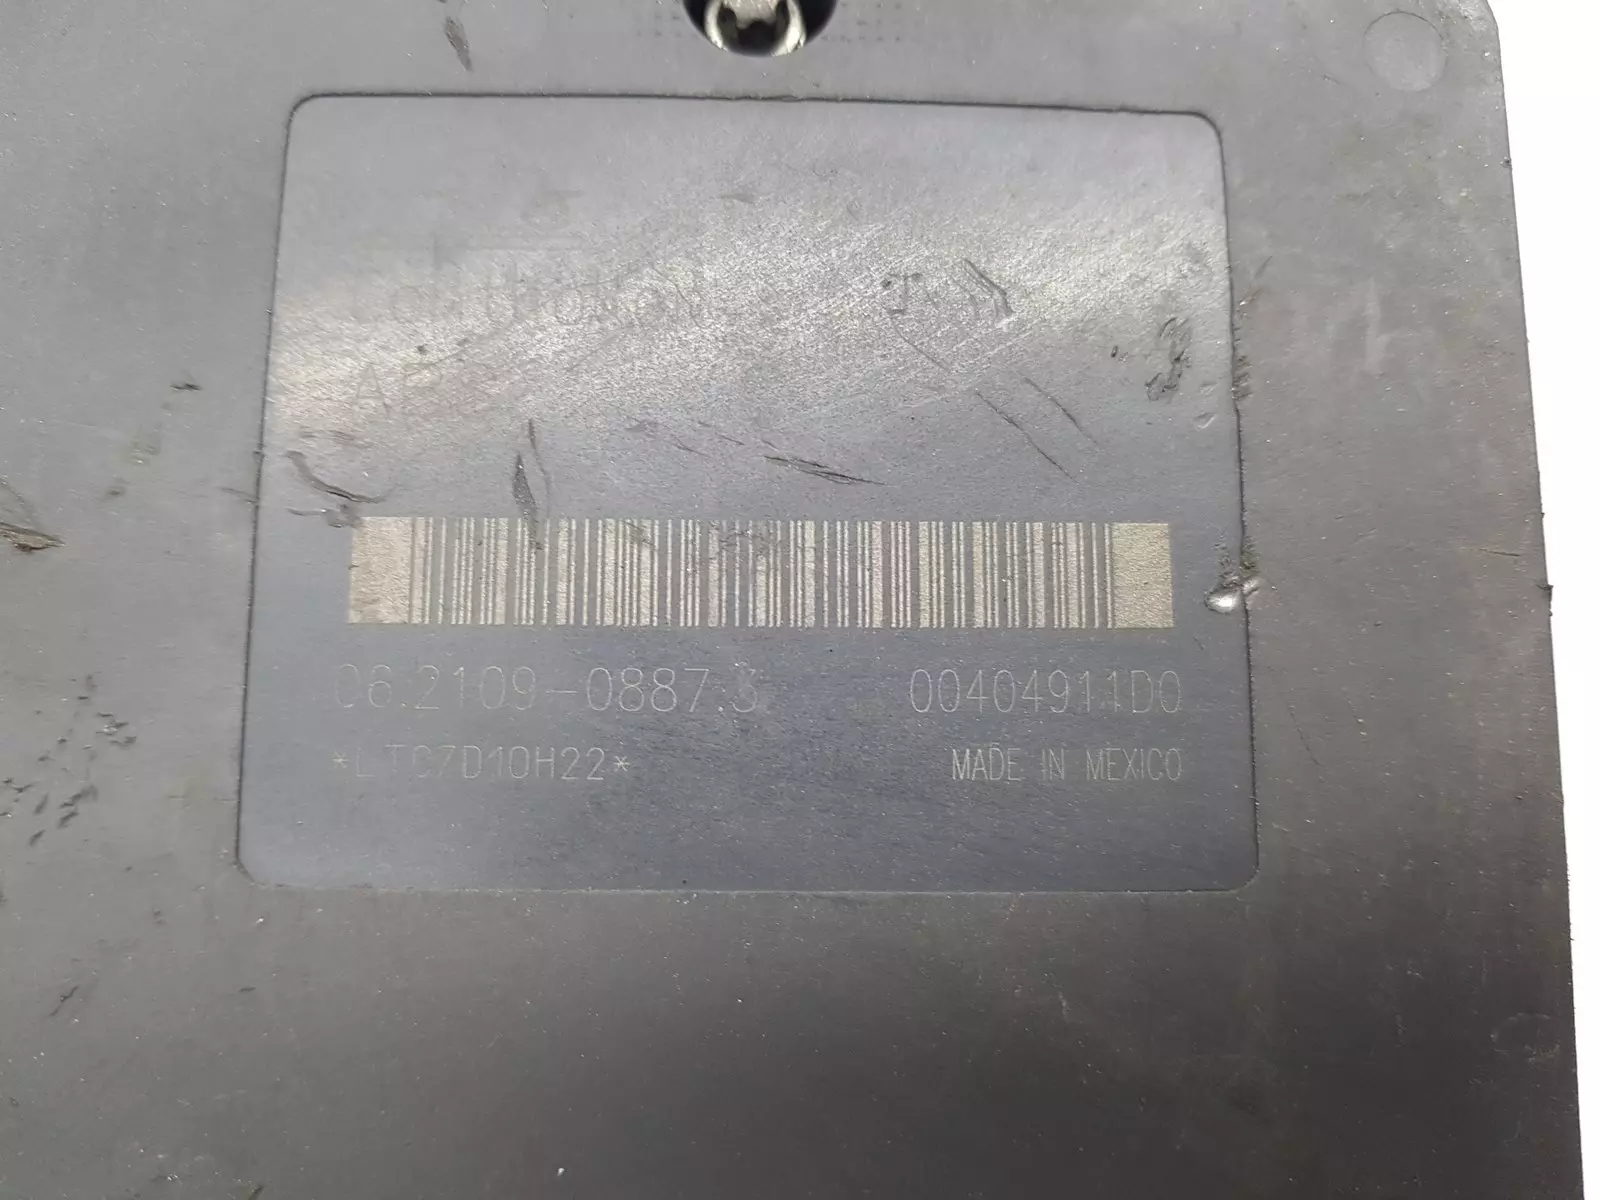 06.2109-0887.3 00404911D0
*LTC7D10H22*
MADE IN MEXICO